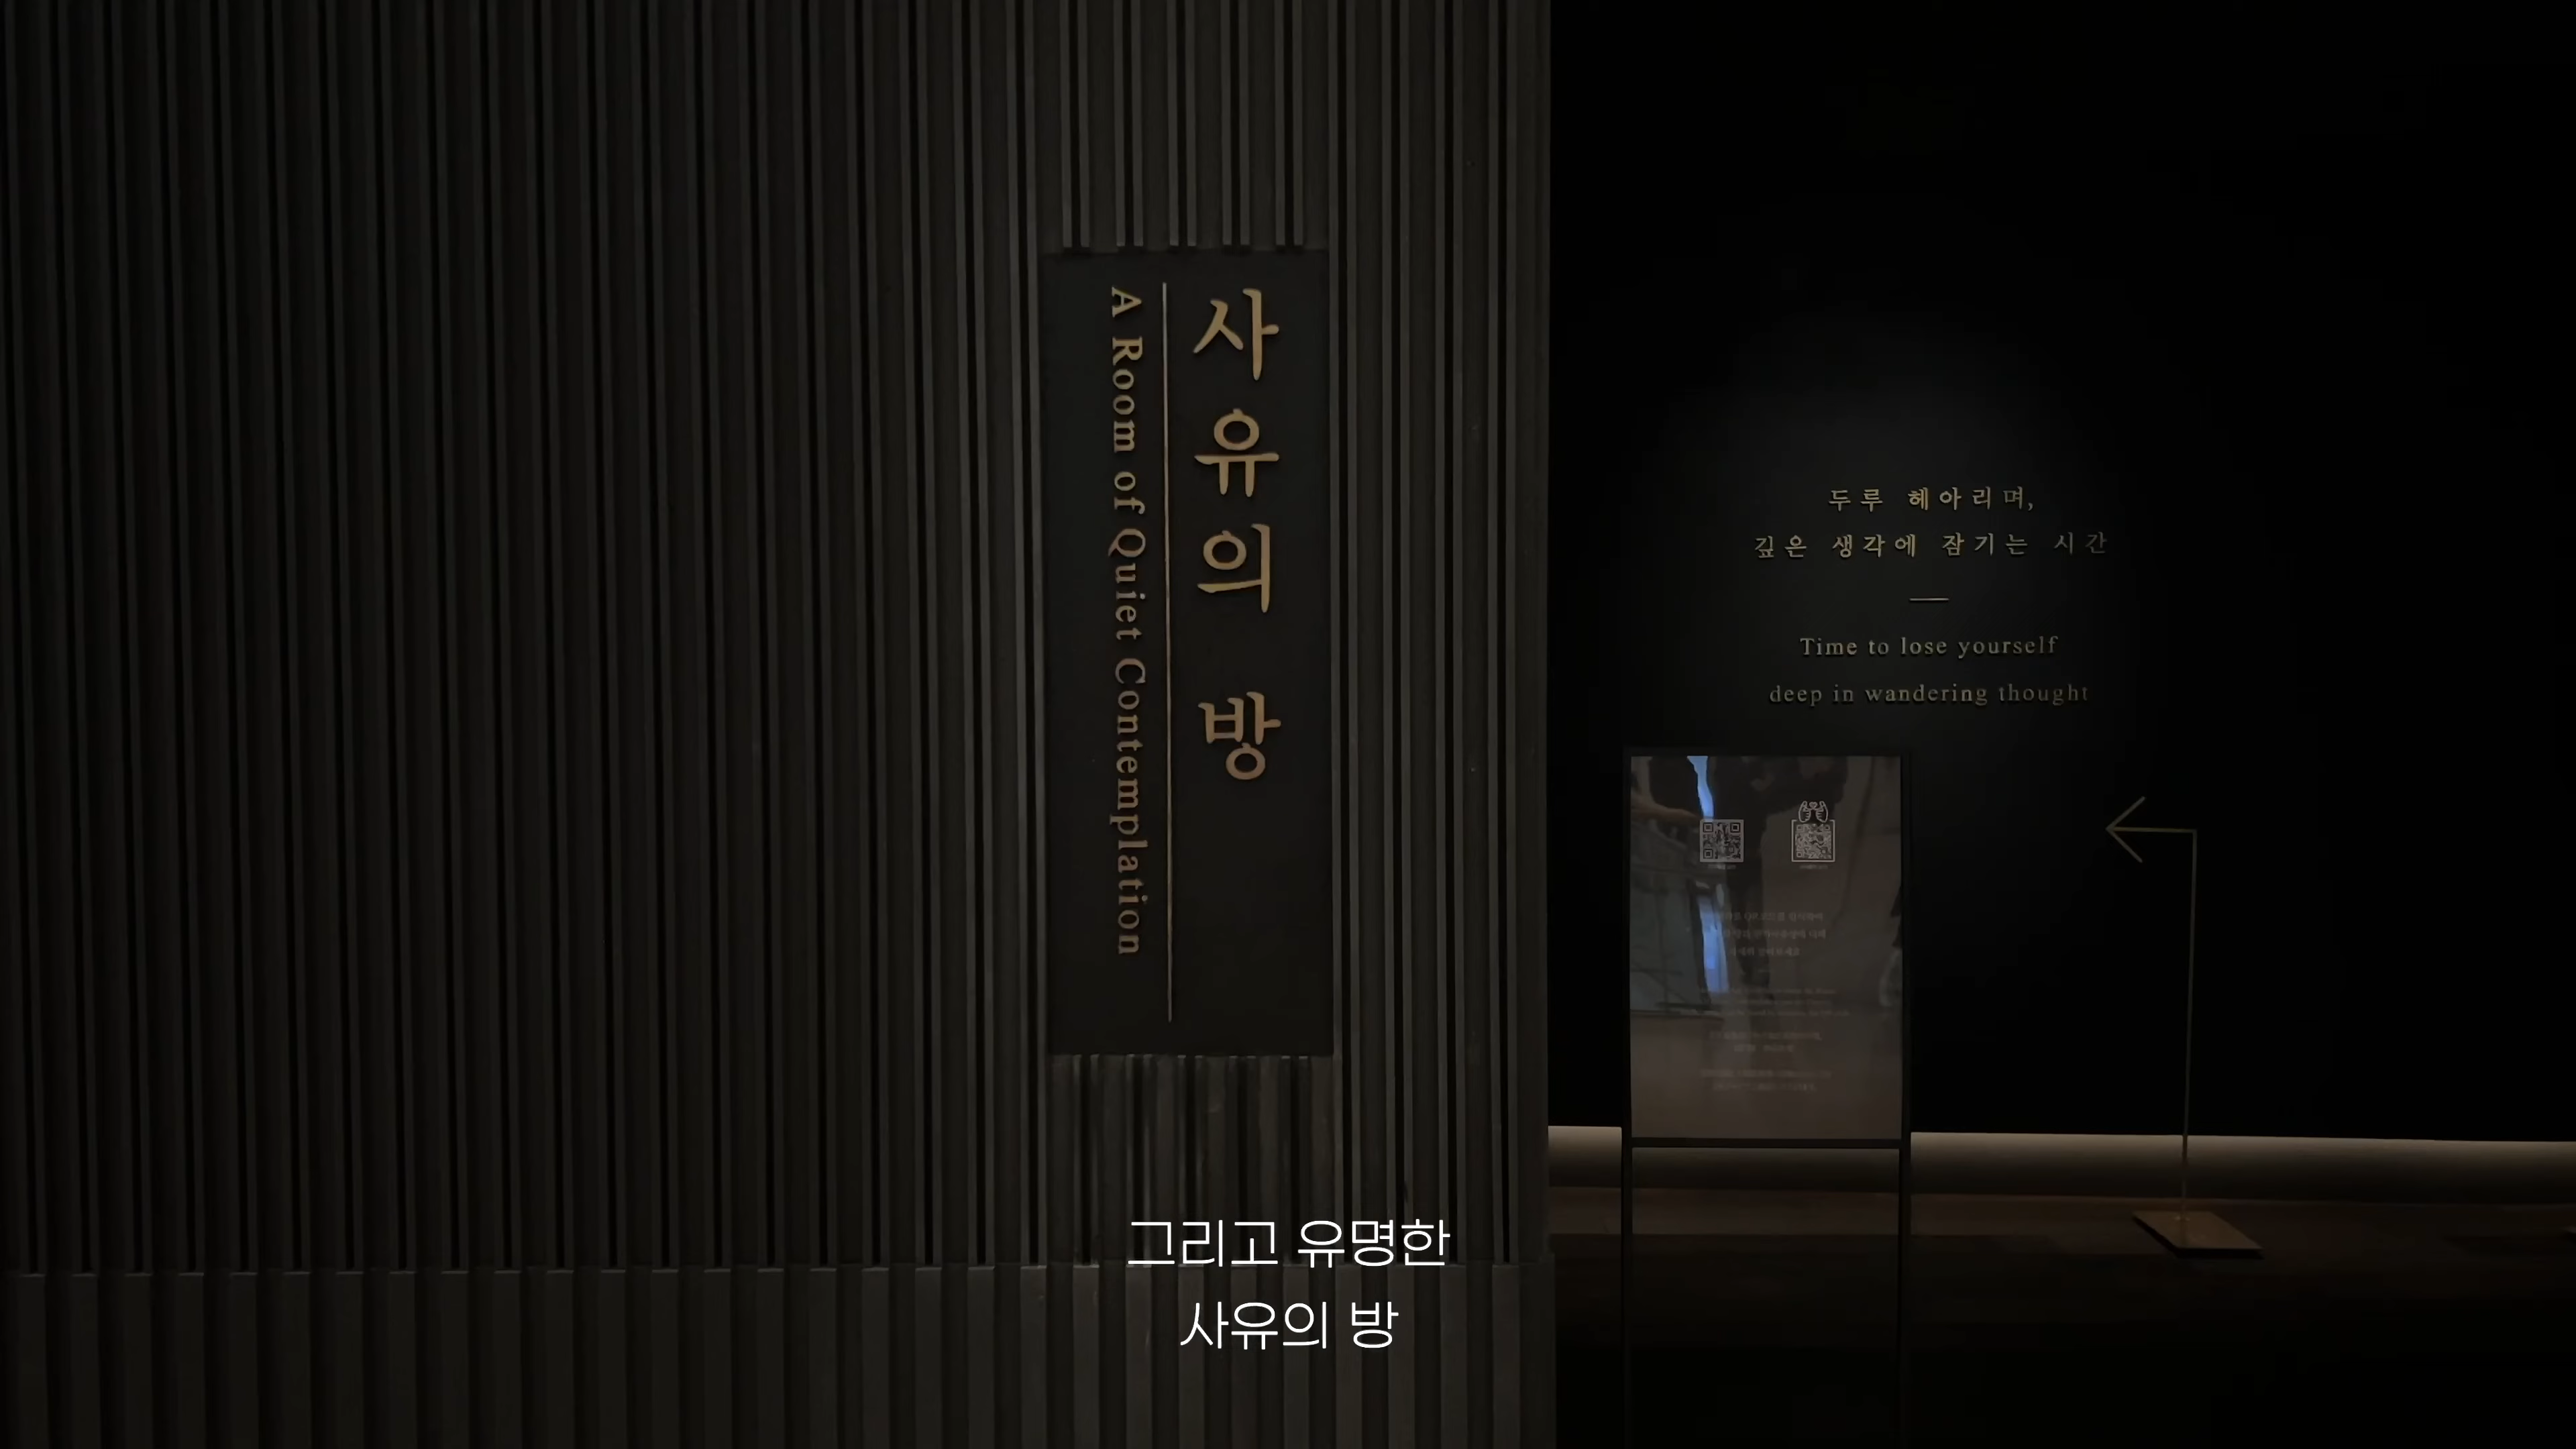 사유의 방
A Room of Quiet Contemplation
두루 헤아리며,
깊은 생각에 잠기는 시간
Time to lose yourself
deep in wandering thought
그리고 유명한
사유의 방